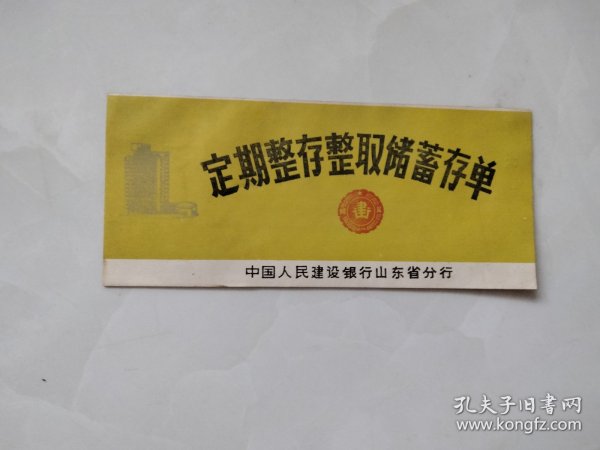 定期整存整取储蓄存单
中国人民建设银行山东省分行
孔夫子旧书网
www.kongfz.com